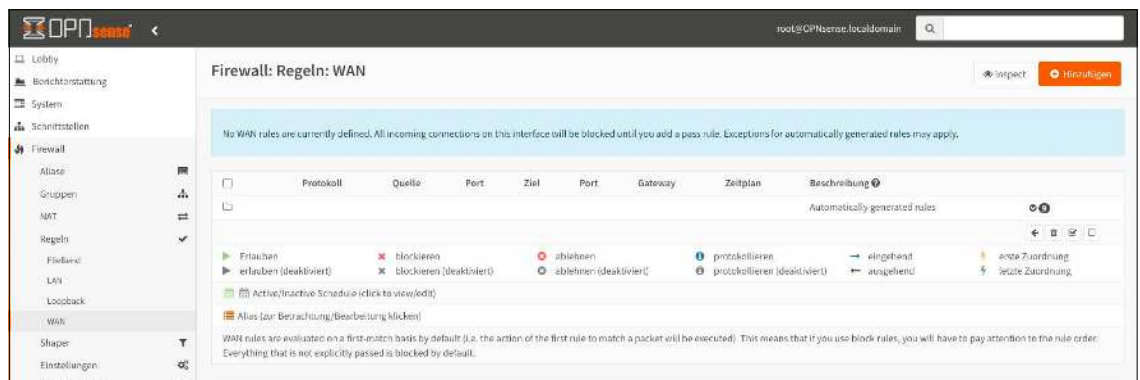 OPNsense
root@OPNsense.localdomain
Lobby
Berichterstattung
System
Schnittstellen
Firewall
Aliase
Gruppen
NAT
Regeln
Fließend
LAN
Loopback
WAN
Shaper
Einstellungen
Firewall: Regeln: WAN
Inspect
Hinzufügen
No WAN rules are currently defined. All incoming connections on this interface will be blocked until you add a pass rule. Exceptions for automatically generated rules may apply.
Protokoll Quelle Port Ziel Port Gateway Zeitplan Beschreibung
Automatically generated rules 9
Erlauben blockieren ablehnen protokollieren eingehend erste Zuordnung
erlauben (deaktiviert) blockieren (deaktiviert) ablehnen (deaktiviert) protokollieren (deaktiviert) ausgehend letzte Zuordnung
Active/Inactive Schedule (click to view/edit)
Alias (zur Betrachtung/Bearbeitung klicken)
WAN rules are evaluated on a first-match basis by default (i.e. the action of the first rule to match a packet will be executed). This means that if you use block rules, you will have to pay attention to the rule order.
Everything that is not explicitly passed is blocked by default.